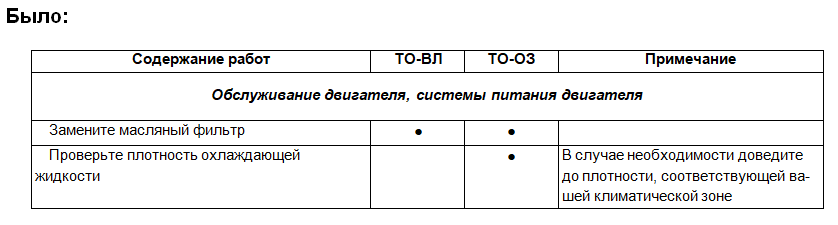 Было:
Содержание работ ТО-ВЛ ТО-ОЗ Примечание
Обслуживание двигателя, системы питания двигателя
Замените масляный фильтр ● ●
Проверьте плотность охлаждающей ● В случае необходимости доведите
жидкости до плотности, соответствующей ва-
шей климатической зоне